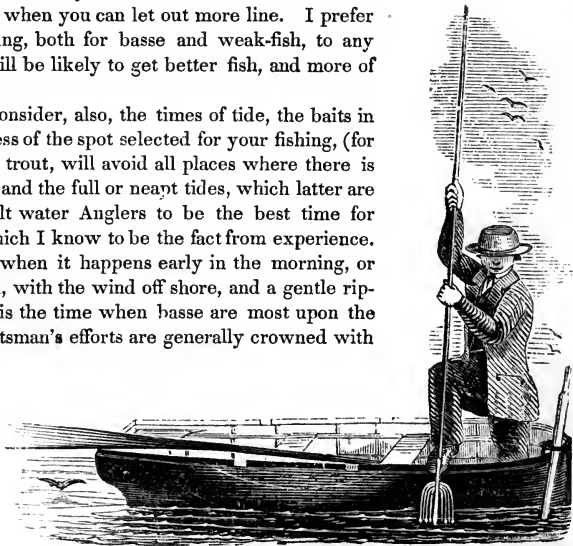 when you can let out more line. I prefer
ng, both for basse and weak-fish, to any
ill be likely to get better fish, and more of
onsider, also, the times of tide, the baits in
ess of the spot selected for your fishing, (for
trout, will avoid all places where there is
and the full or neapt tides, which latter are
lt water Anglers to be the best time for
hich I know to be the fact from experience.
when it happens early in the morning, or
, with the wind off shore, and a gentle rip-
is the time when basse are most upon the
tsman's efforts are generally crowned with